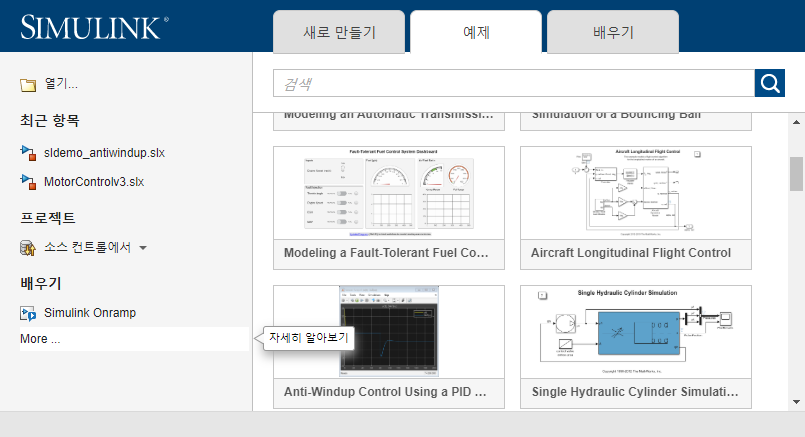 SIMULINK®
새로 만들기
예제
배우기
열기...
최근 항목
sldemo_antiwindup.slx
MotorControlv3.slx
프로젝트
소스 컨트롤에서
배우기
Simulink Onramp
More ...
자세히 알아보기
검색
Modeling an Automatic Transmissi...
Simulation of a Bouncing Ball
Fault-Tolerant Fuel Control System Dashboard
Modeling a Fault-Tolerant Fuel Co...
Aircraft Longitudinal Flight Control
Aircraft Longitudinal Flight Control
Anti-Windup Control Using a PID ...
Single Hydraulic Cylinder Simulation
Single Hydraulic Cylinder Simulati...